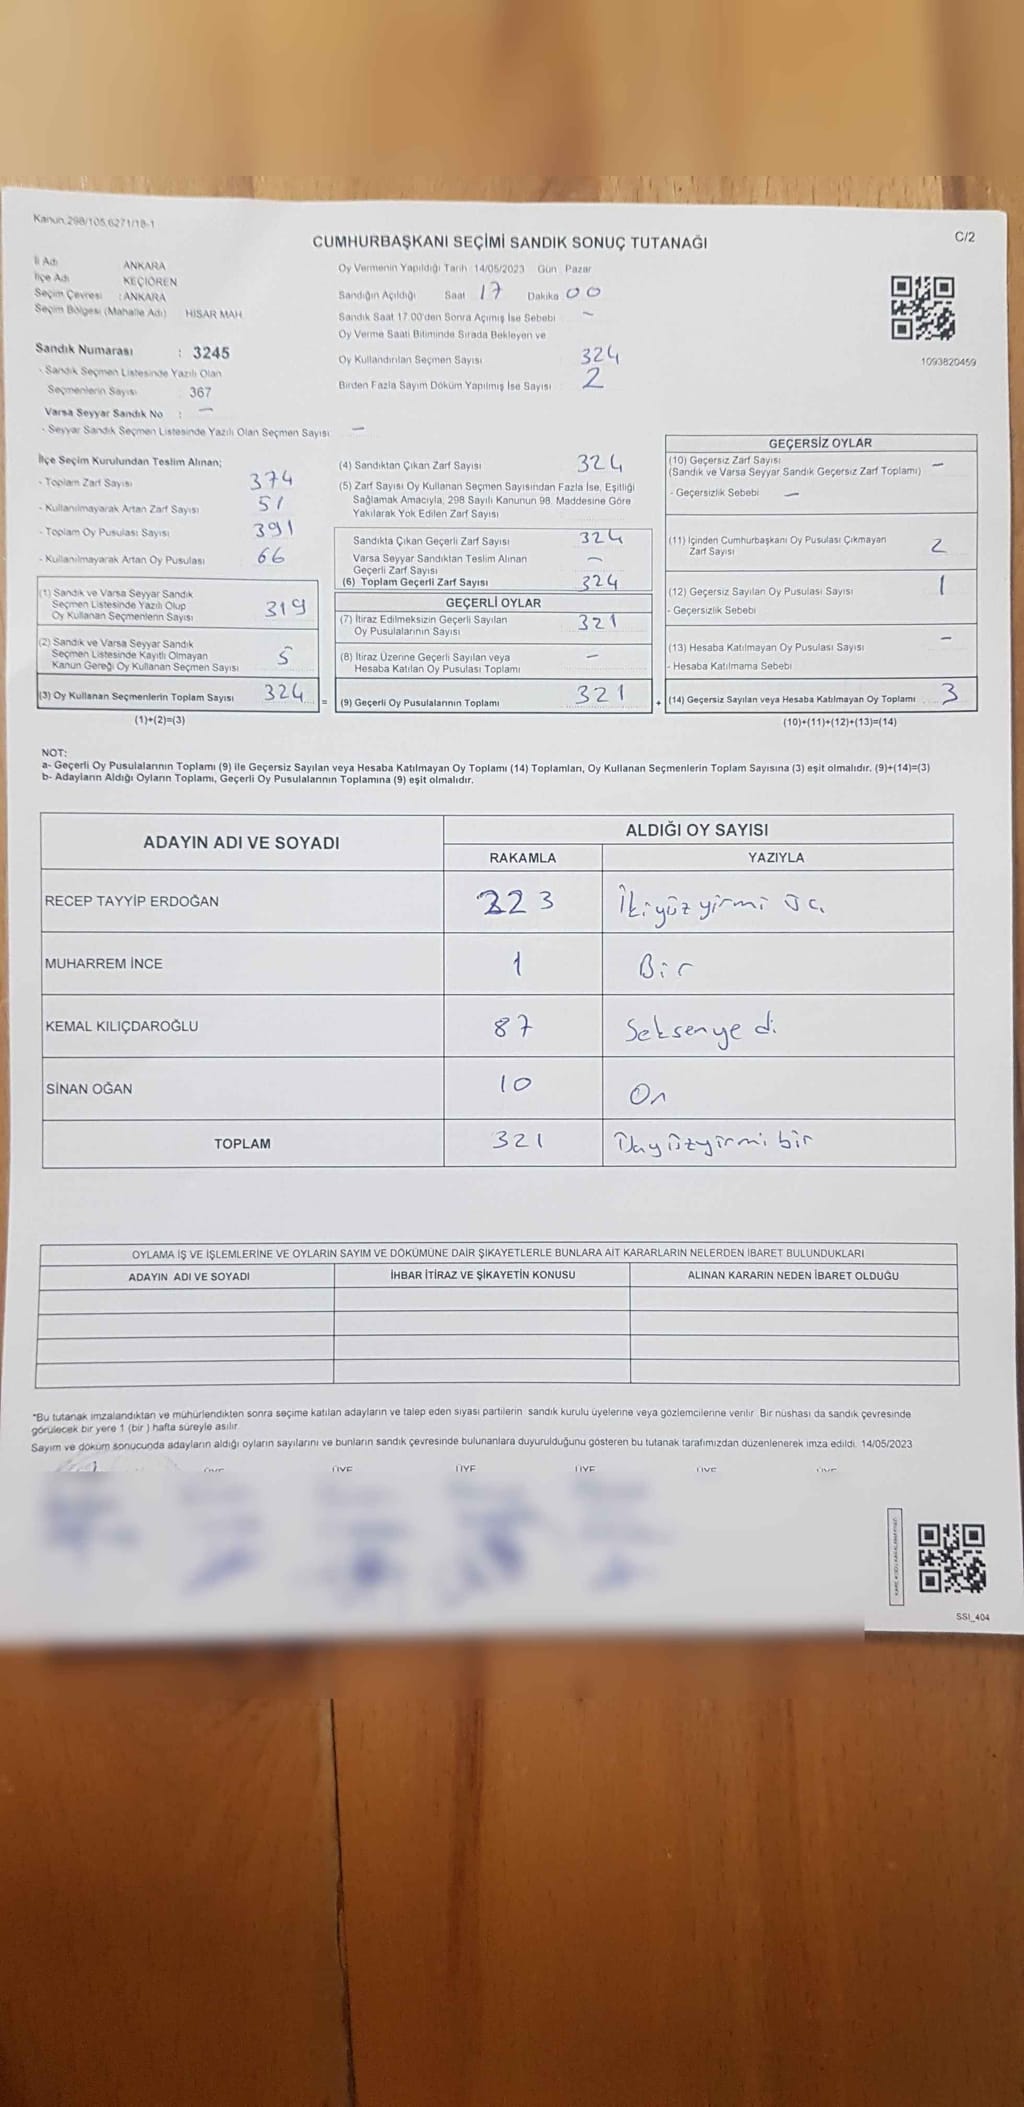 Kanun.298/105,6271/18-1
C/2
CUMHURBAŞKANI SEÇİMİ SANDIK SONUÇ TUTANAĞI
İl Adı ANKARA
İlçe Adı KEÇİÖREN
Seçim Çevresi : ANKARA
Seçim Bölgesi (Mahalle Adı) HİSAR MAH
Sandık Numarası : 3245
- Sandık Seçmen Listesinde Yazılı Olan
Seçmenlerin Sayısı 367
Varsa Seyyar Sandık No : —
- Seyyar Sandık Seçmen Listesinde Yazılı Olan Seçmen Sayısı —
Oy Vermenin Yapıldığı Tarih : 14/05/2023 Gün : Pazar
Sandığın Açıldığı Saat 17 Dakika 00
Sandık Saat 17.00'den Sonra Açılmış İse Sebebi —
Oy Verme Saati Bitiminde Sırada Bekleyen ve
Oy Kullandırılan Seçmen Sayısı 324
Birden Fazla Sayım Döküm Yapılmış İse Sayısı 2
1093820459
İlçe Seçim Kurulundan Teslim Alınan;
- Toplam Zarf Sayısı 374
- Kullanılmayarak Artan Zarf Sayısı 51
- Toplam Oy Pusulası Sayısı 391
- Kullanılmayarak Artan Oy Pusulası 66
(1) Sandık ve Varsa Seyyar Sandık
Seçmen Listesinde Yazılı Olup
Oy Kullanan Seçmenlerin Sayısı 319
(2) Sandık ve Varsa Seyyar Sandık
Seçmen Listesinde Kayıtlı Olmayan
Kanun Gereği Oy Kullanan Seçmen Sayısı 5
(3) Oy Kullanan Seçmenlerin Toplam Sayısı 324 =
(1)+(2)=(3)
(4) Sandıktan Çıkan Zarf Sayısı 324
(5) Zarf Sayısı Oy Kullanan Seçmen Sayısından Fazla İse, Eşitliği
Sağlamak Amacıyla, 298 Sayılı Kanunun 98. Maddesine Göre
Yakılarak Yok Edilen Zarf Sayısı
Sandıkta Çıkan Geçerli Zarf Sayısı 324
Varsa Seyyar Sandıktan Teslim Alınan
Geçerli Zarf Sayısı —
(6) Toplam Geçerli Zarf Sayısı 324
GEÇERLİ OYLAR
(7) İtiraz Edilmeksizin Geçerli Sayılan
Oy Pusulalarının Sayısı 321
(8) İtiraz Üzerine Geçerli Sayılan veya
Hesaba Katılan Oy Pusulası Toplamı —
(9) Geçerli Oy Pusulalarının Toplamı 321 +
GEÇERSİZ OYLAR
(10) Geçersiz Zarf Sayısı
(Sandık ve Varsa Seyyar Sandık Geçersiz Zarf Toplamı) —
- Geçersizlik Sebebi —
(11) İçinden Cumhurbaşkanı Oy Pusulası Çıkmayan
Zarf Sayısı 2
(12) Geçersiz Sayılan Oy Pusulası Sayısı 1
- Geçersizlik Sebebi
(13) Hesaba Katılmayan Oy Pusulası Sayısı —
- Hesaba Katılmama Sebebi
(14) Geçersiz Sayılan veya Hesaba Katılmayan Oy Toplamı 3
(10)+(11)+(12)+(13)=(14)
NOT:
a- Geçerli Oy Pusulalarının Toplamı (9) ile Geçersiz Sayılan veya Hesaba Katılmayan Oy Toplamı (14) Toplamları, Oy Kullanan Seçmenlerin Toplam Sayısına (3) eşit olmalıdır. (9)+(14)=(3)
b- Adayların Aldığı Oyların Toplamı, Geçerli Oy Pusulalarının Toplamına (9) eşit olmalıdır.
ADAYIN ADI VE SOYADI ALDIĞI OY SAYISI
RAKAMLA YAZIYLA
RECEP TAYYİP ERDOĞAN 223 İkiyüzyirmi üç
MUHARREM İNCE 1 Bir
KEMAL KILIÇDAROĞLU 87 Seksenyedi
SİNAN OĞAN 10 On
TOPLAM 321 Üçyüzyirmi bir
OYLAMA İŞ VE İŞLEMLERİNE VE OYLARIN SAYIM VE DÖKÜMÜNE DAİR ŞİKAYETLERLE BUNLARA AİT KARARLARIN NELERDEN İBARET BULUNDUKLARI
ADAYIN ADI VE SOYADI İHBAR İTİRAZ VE ŞİKAYETİN KONUSU ALINAN KARARIN NEDEN İBARET OLDUĞU
*Bu tutanak imzalandıktan ve mühürlendikten sonra seçime katılan adayların ve talep eden siyasi partilerin sandık kurulu üyelerine veya gözlemcilerine verilir. Bir nüshası da sandık çevresinde
görülecek bir yere 1 (bir ) hafta süreyle asılır.
Sayım ve döküm sonucunda adayların aldığı oyların sayılarını ve bunların sandık çevresinde bulunanlara duyurulduğunu gösteren bu tutanak tarafımızdan düzenlenerek imza edildi. 14/05/2023
ÜYE ÜYE ÜYE ÜYE ÜYE ÜYE
SSI_404